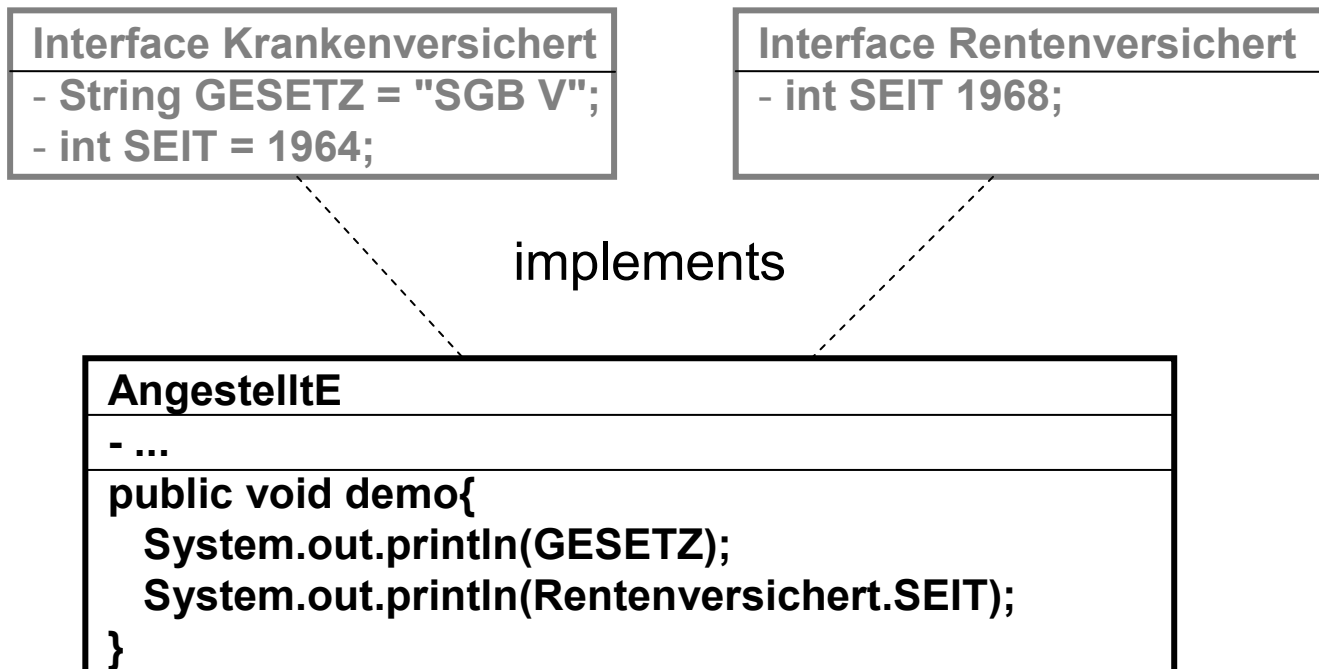 Interface Krankenversichert
- String GESETZ = "SGB V";
- int SEIT = 1964;
Interface Rentenversichert
- int SEIT 1968;
implements
AngestelltE
- ...
public void demo{
System.out.println(GESETZ);
System.out.println(Rentenversichert.SEIT);
}